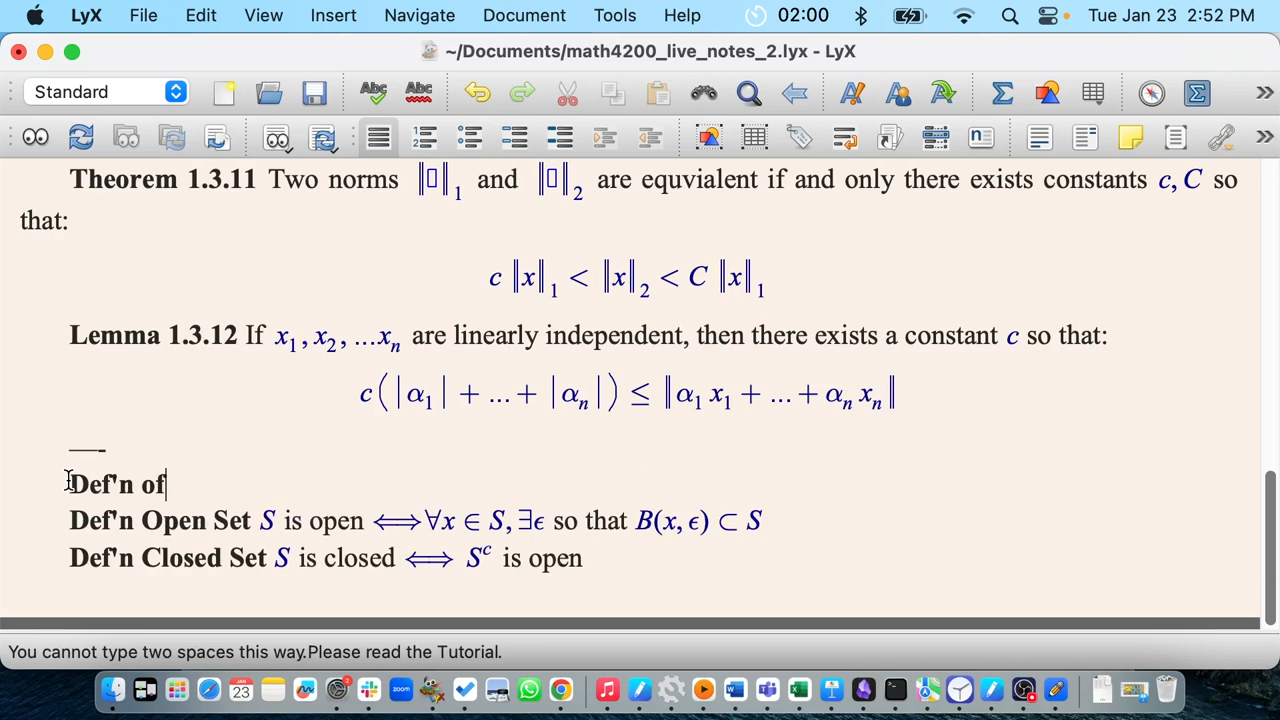 LyX File Edit View Insert Navigate Document Tools Help 02:00 Tue Jan 23 2:52 PM
~/Documents/math4200_live_notes_2.lyx - LyX
Standard
Theorem 1.3.11 Two norms ‖▯‖₁ and ‖▯‖₂ are equvialent if and only there exists constants c, C so
that:
c ‖x‖₁ < ‖x‖₂ < C ‖x‖₁
Lemma 1.3.12 If x₁, x₂, ...xₙ are linearly independent, then there exists a constant c so that:
c(|α₁| + ... + |αₙ|) ≤ ‖α₁ x₁ + ... + αₙ xₙ‖
—-
Def'n of
Def'n Open Set S is open ⟺ ∀x ∈ S, ∃ϵ so that B(x, ϵ) ⊂ S
Def'n Closed Set S is closed ⟺ Sᶜ is open
You cannot type two spaces this way.Please read the Tutorial.